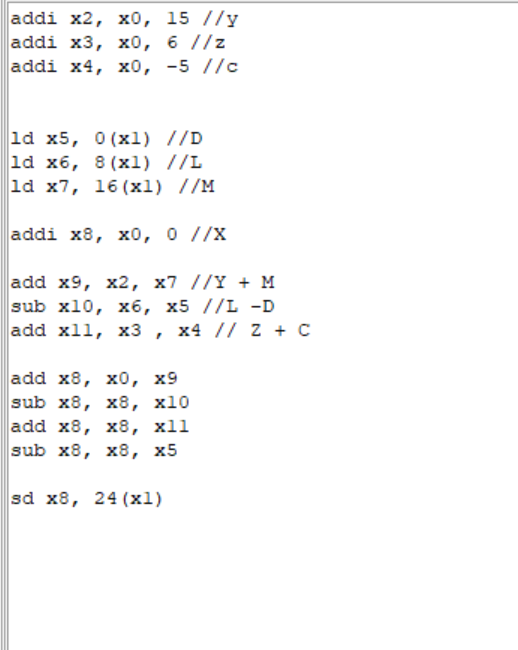 addi x2, x0, 15 //y
addi x3, x0, 6 //z
addi x4, x0, -5 //c
ld x5, 0(x1) //D
ld x6, 8(x1) //L
ld x7, 16(x1) //M
addi x8, x0, 0 //X
add x9, x2, x7 //Y + M
sub x10, x6, x5 //L -D
add x11, x3 , x4 // Z + C
add x8, x0, x9
sub x8, x8, x10
add x8, x8, x11
sub x8, x8, x5
sd x8, 24(x1)